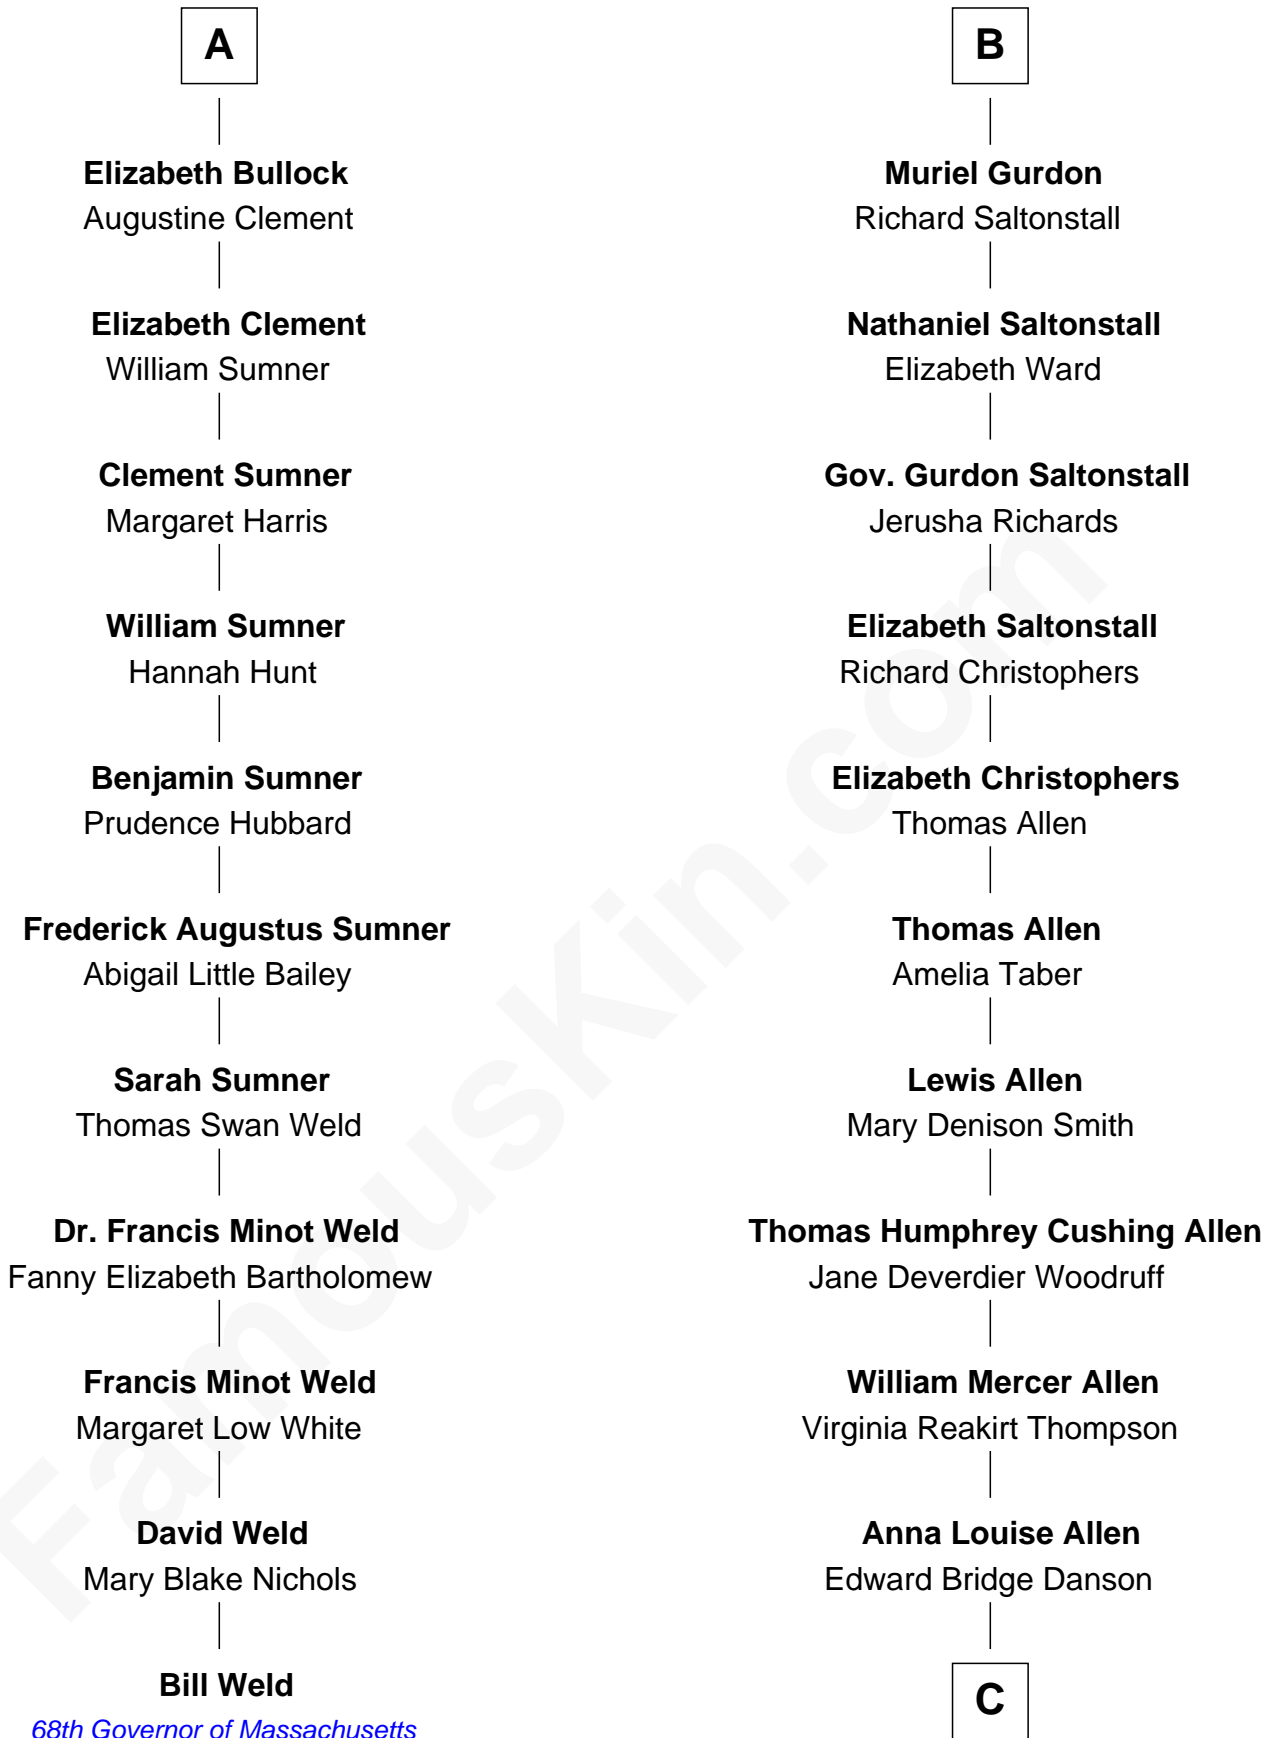 A
Elizabeth Bullock
Augustine Clement
Elizabeth Clement
William Sumner
Clement Sumner
Margaret Harris
William Sumner
Hannah Hunt
Benjamin Sumner
Prudence Hubbard
Frederick Augustus Sumner
Abigail Little Bailey
Sarah Sumner
Thomas Swan Weld
Dr. Francis Minot Weld
Fanny Elizabeth Bartholomew
Francis Minot Weld
Margaret Low White
David Weld
Mary Blake Nichols
Bill Weld
68th Governor of Massachusetts
B
Muriel Gurdon
Richard Saltonstall
Nathaniel Saltonstall
Elizabeth Ward
Gov. Gurdon Saltonstall
Jerusha Richards
Elizabeth Saltonstall
Richard Christophers
Elizabeth Christophers
Thomas Allen
Thomas Allen
Amelia Taber
Lewis Allen
Mary Denison Smith
Thomas Humphrey Cushing Allen
Jane Deverdier Woodruff
William Mercer Allen
Virginia Reakirt Thompson
Anna Louise Allen
Edward Bridge Danson
C
FamousKin.com